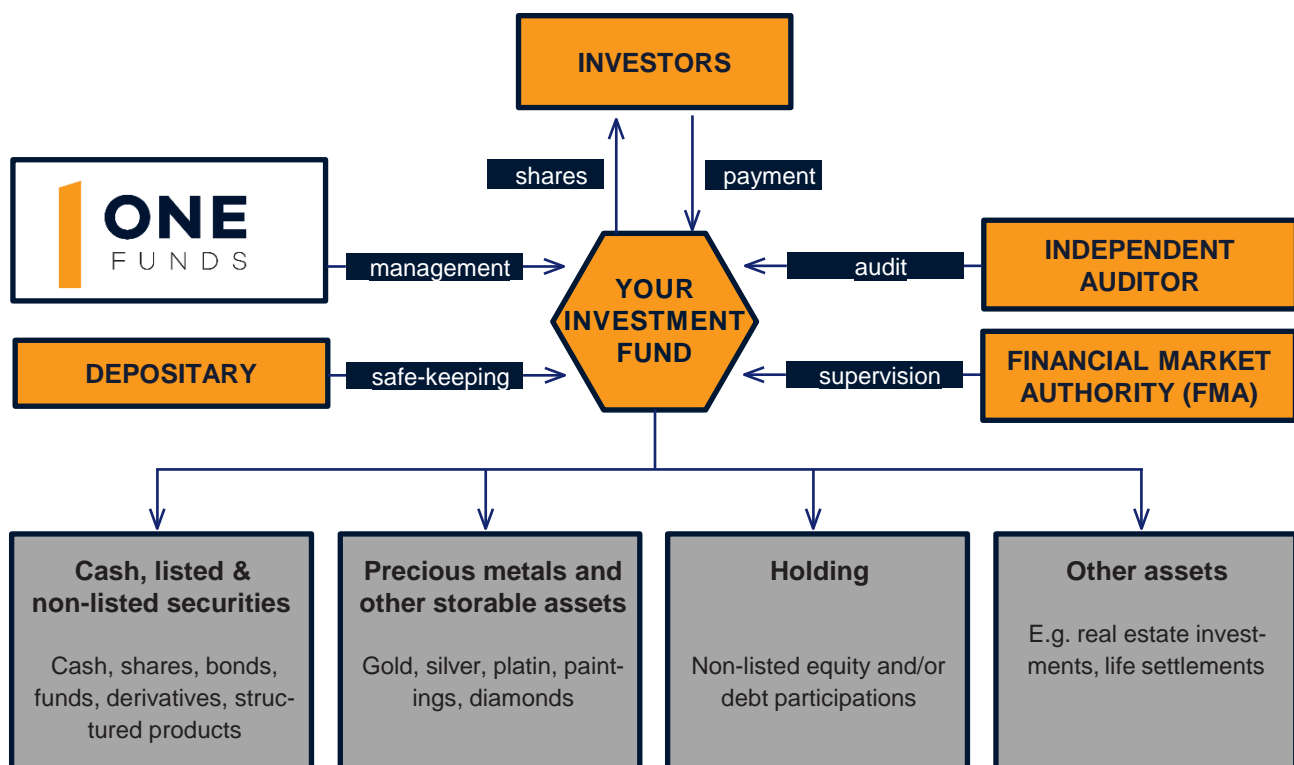 INVESTORS
shares
payment
ONE
FUNDS
management
audit
INDEPENDENT
AUDITOR
YOUR
INVESTMENT
FUND
DEPOSITARY
safe-keeping
supervision
FINANCIAL MARKET
AUTHORITY (FMA)
Cash, listed &
non-listed securities
Cash, shares, bonds,
funds, derivatives, struc-
tured products
Precious metals and
other storable assets
Gold, silver, platin, paint-
ings, diamonds
Holding
Non-listed equity and/or
debt participations
Other assets
E.g. real estate invest-
ments, life settlements